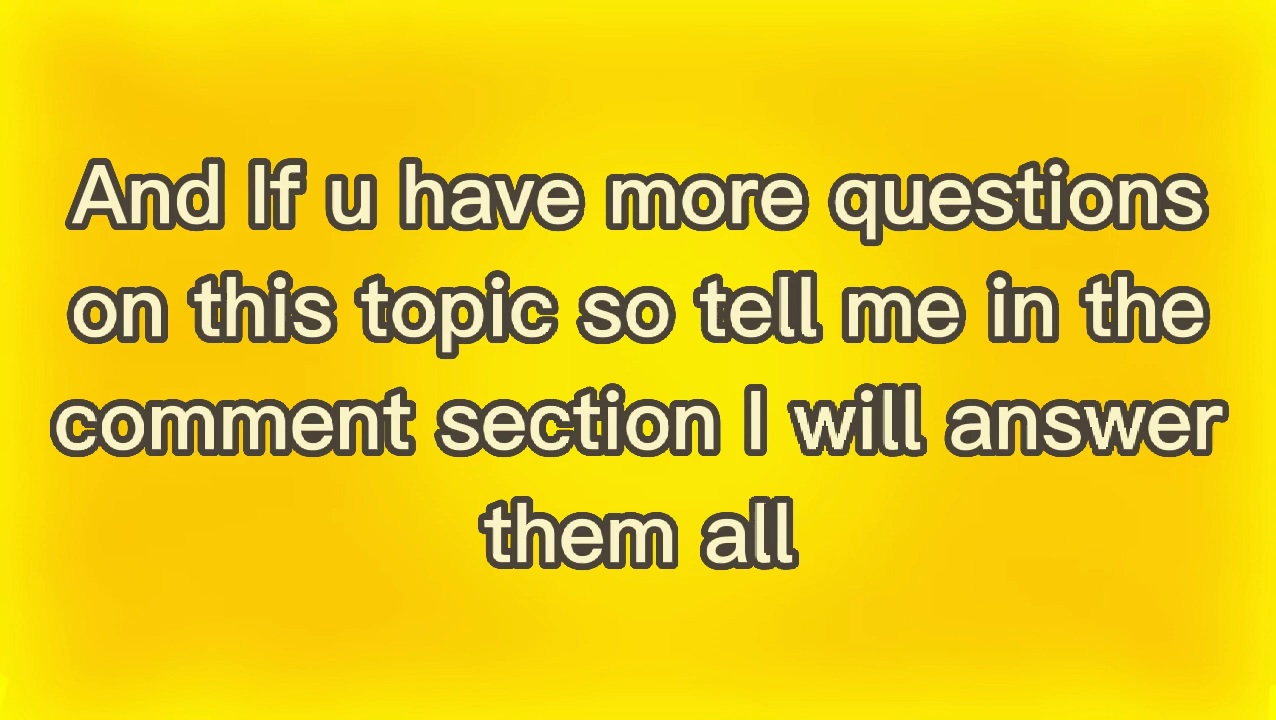 And If u have more questions
on this topic so tell me in the
comment section I will answer
them all